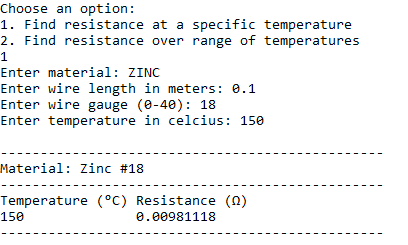 Choose an option:
1. Find resistance at a specific temperature
2. Find resistance over range of temperatures
1
Enter material: ZINC
Enter wire length in meters: 0.1
Enter wire gauge (0-40): 18
Enter temperature in celcius: 150
---------------------------------------------------
Material: Zinc #18
---------------------------------------------------
Temperature (°C) Resistance (Ω)
150 0.00981118
---------------------------------------------------